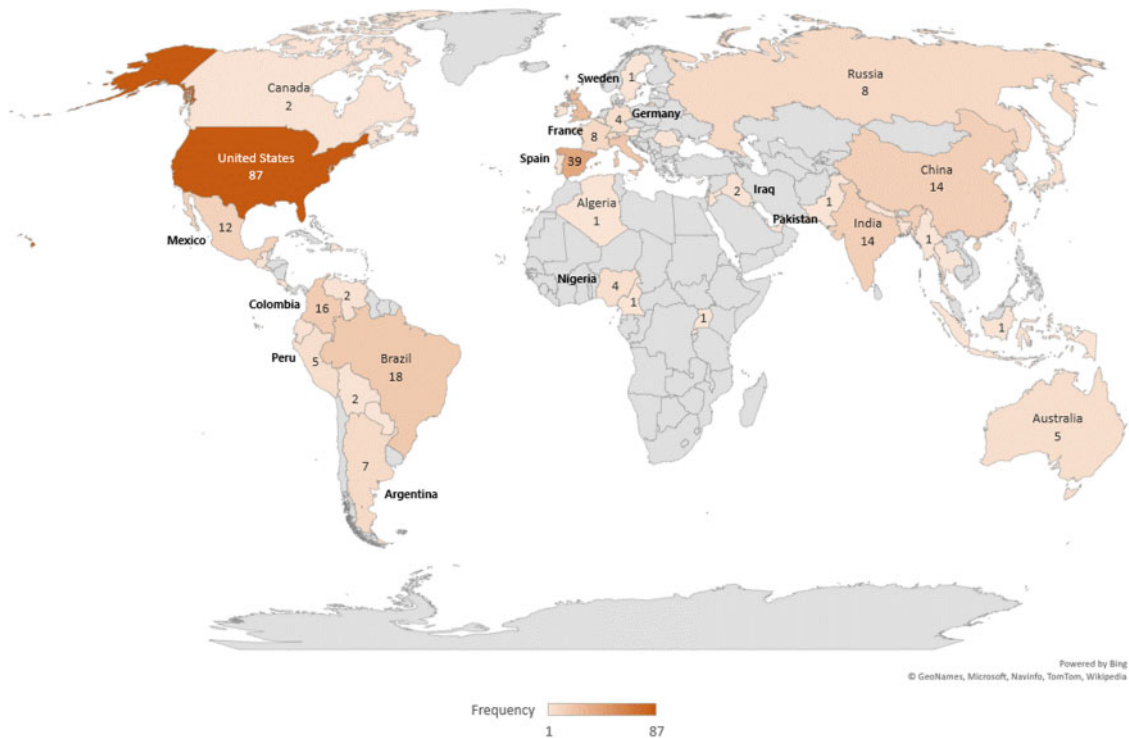 Canada
2
United States
87
Mexico
12
Colombia
16
2
Peru
5
Brazil
18
2
7
Argentina
Sweden
1
Germany
4
France
8
Spain
39
Russia
8
Algeria
1
Iraq
2
Pakistan
1
China
14
India
14
1
Nigeria
4
1
1
1
Australia
5
Powered by Bing
© GeoNames, Microsoft, Navinfo, TomTom, Wikipedia
Frequency
1
87